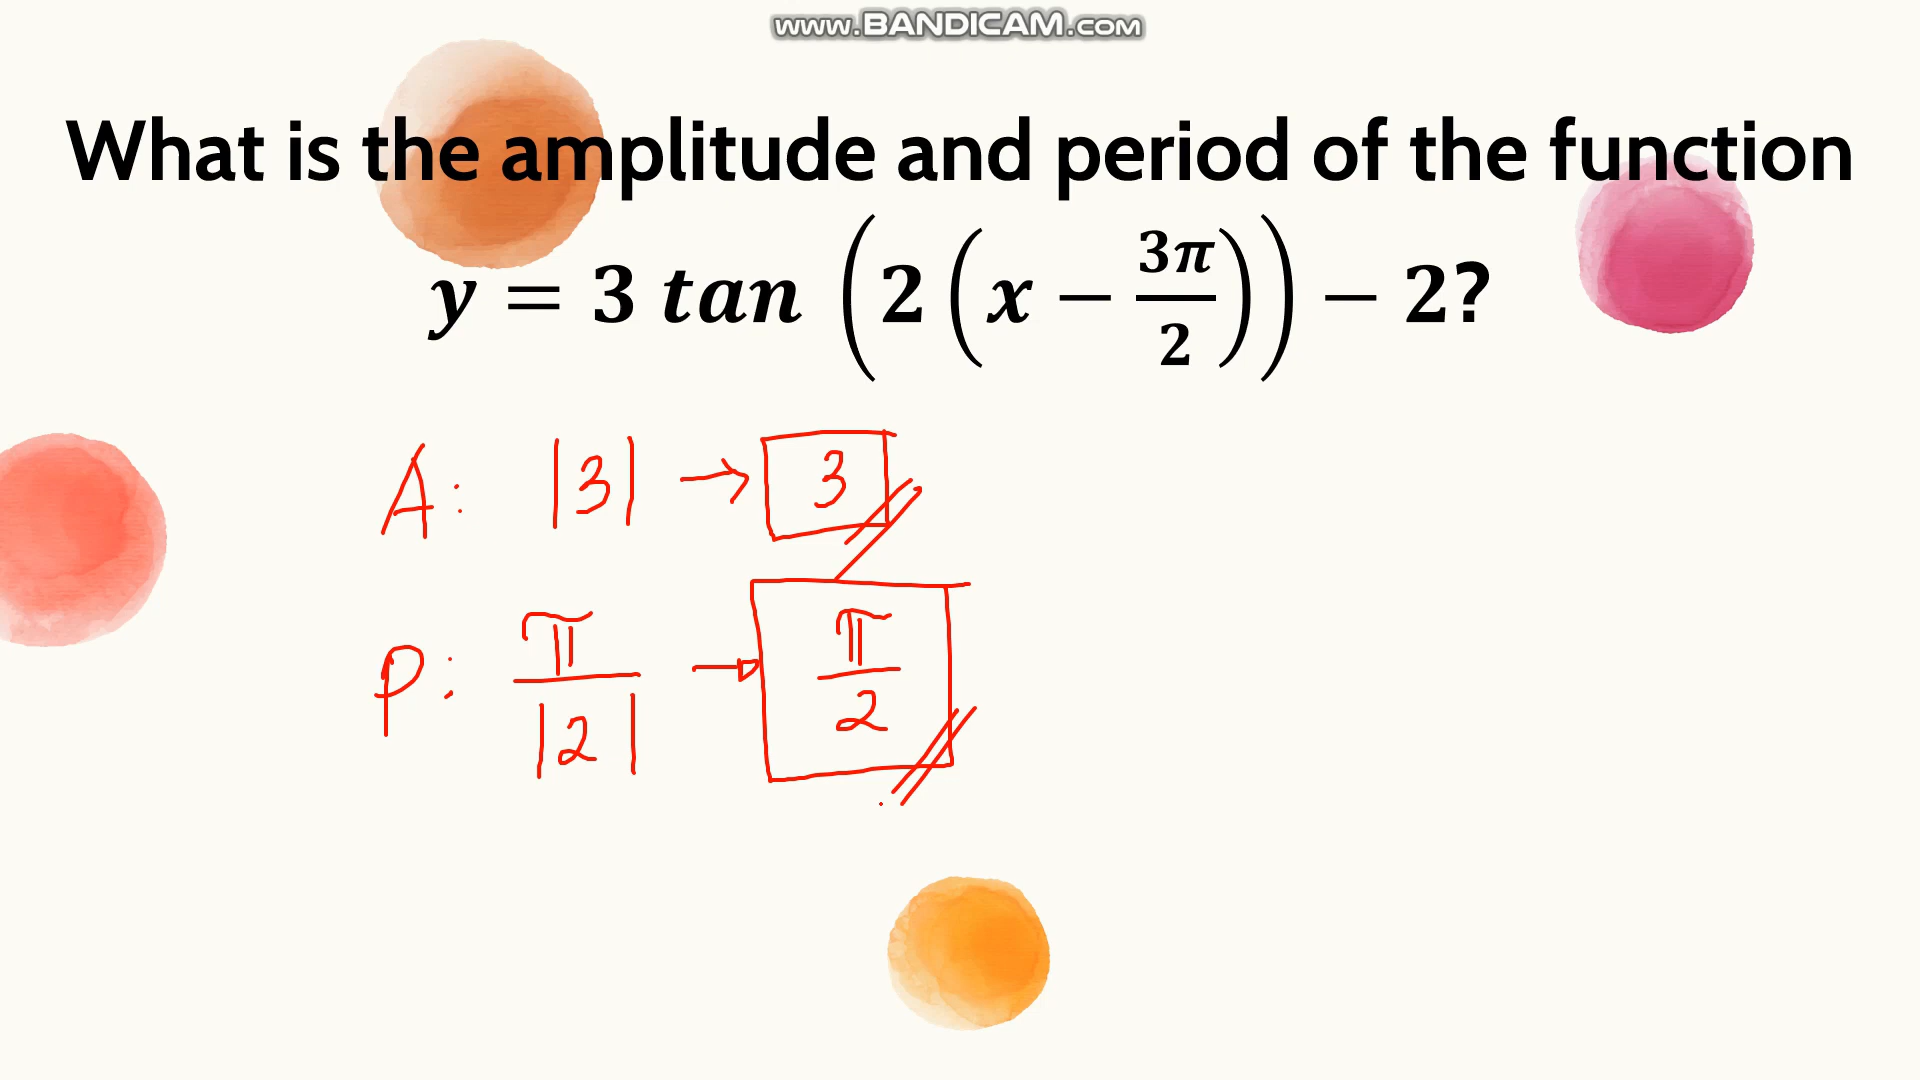 www.BANDICAM.com
What is the amplitude and period of the function
y = 3 tan (2 (x − 3π/2)) − 2?
A: |3| → 3
P: π/|2| → π/2